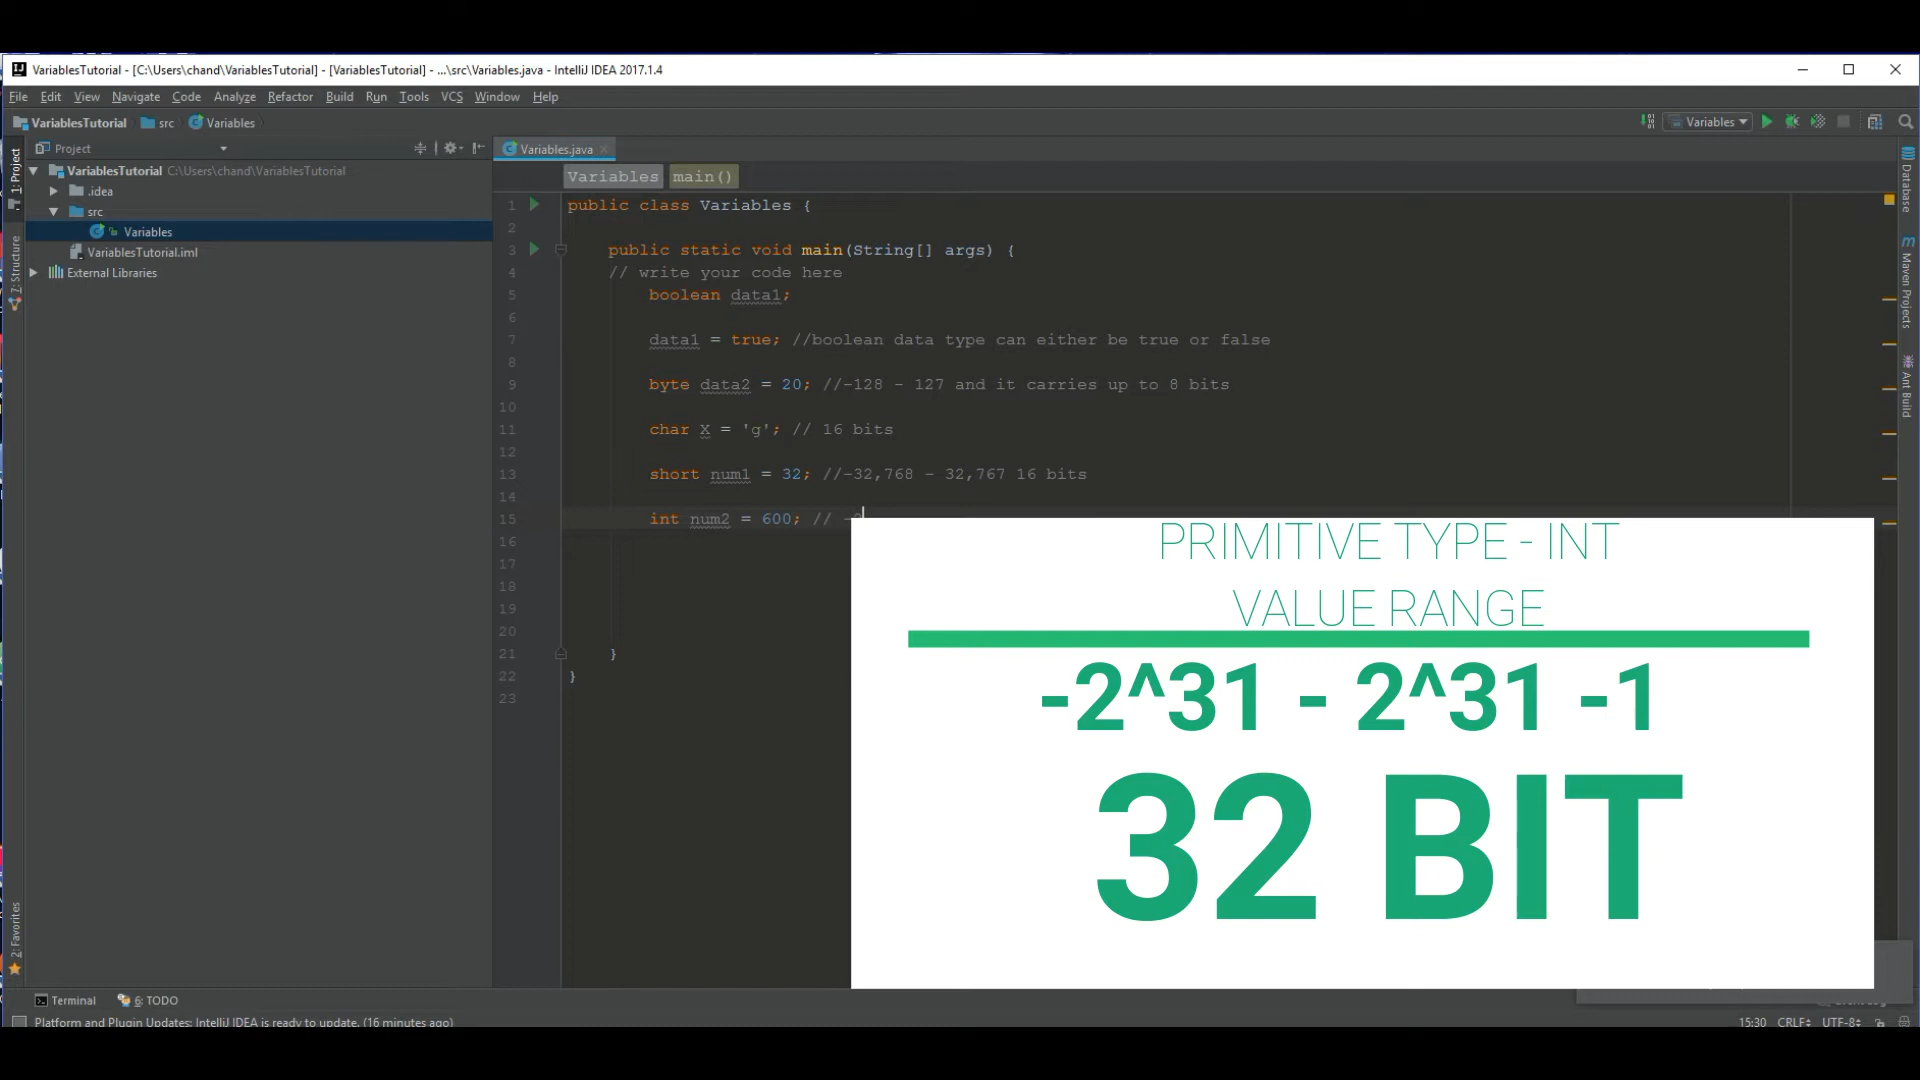 VariablesTutorial - [C:\Users\chand\VariablesTutorial] - [VariablesTutorial] - ...\src\Variables.java - IntelliJ IDEA 2017.1.4
File Edit View Navigate Code Analyze Refactor Build Run Tools VCS Window Help
VariablesTutorial src Variables
Variables
Project
Variables.java
VariablesTutorial C:\Users\chand\VariablesTutorial
.idea
src
Variables
VariablesTutorial.iml
External Libraries
1: Project
7: Structure
2: Favorites
Variables main()
1 public class Variables {
2
3 public static void main(String[] args) {
4 // write your code here
5 boolean data1;
6
7 data1 = true; //boolean data type can either be true or false
8
9 byte data2 = 20; //-128 - 127 and it carries up to 8 bits
10
11 char X = 'g'; // 16 bits
12
13 short num1 = 32; //-32,768 - 32,767 16 bits
14
15 int num2 = 600; // -2
16
17
18
19
20
21 }
22 }
23
PRIMITIVE TYPE - INT
VALUE RANGE
-2^31 - 2^31 -1
32 BIT
Database
Maven Projects
Ant Build
Terminal 6: TODO
Platform and Plugin Updates: IntelliJ IDEA is ready to update. (16 minutes ago)
15:30 CRLF UTF-8